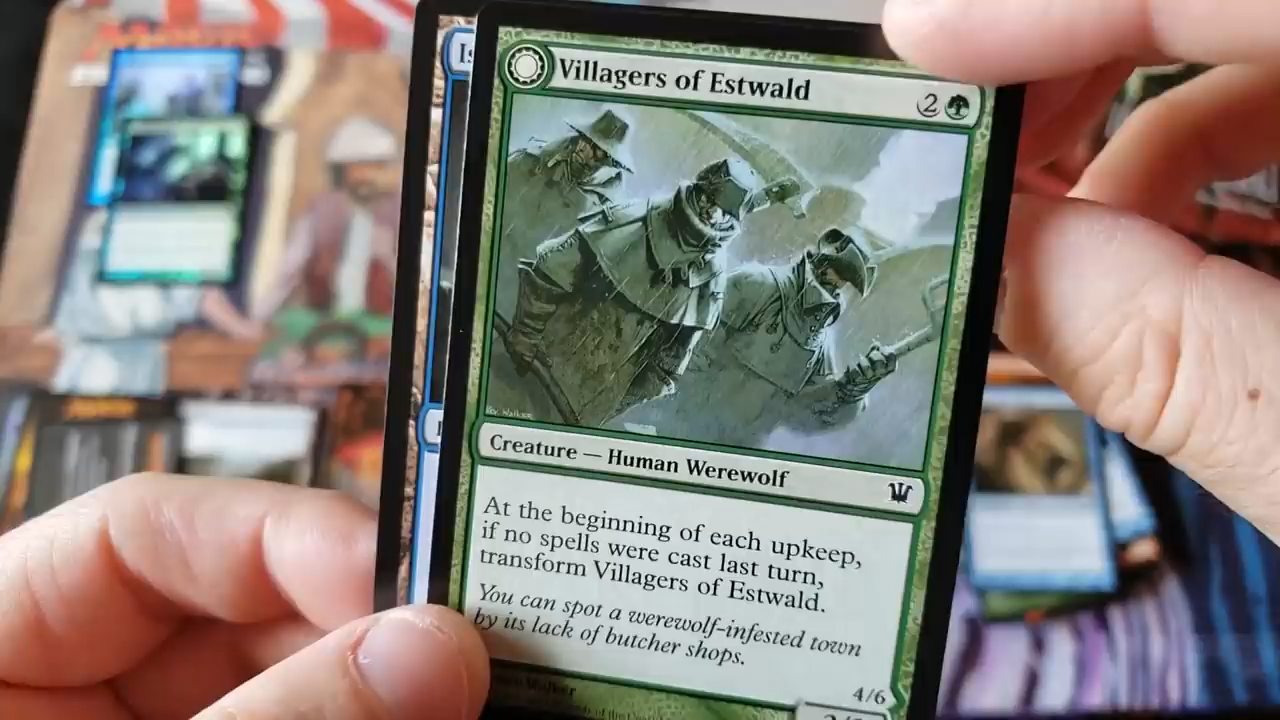 Villagers of Estwald
2
Creature — Human Werewolf
At the beginning of each upkeep,
if no spells were cast last turn,
transform Villagers of Estwald.
You can spot a werewolf-infested town
by its lack of butcher shops.
4/6
Walker